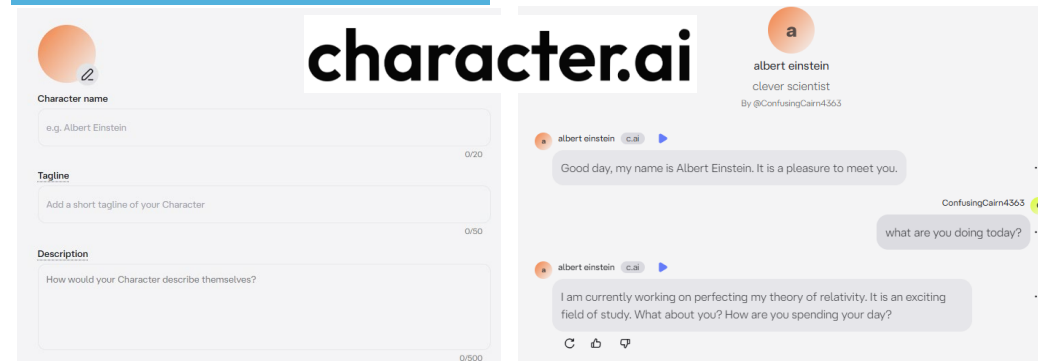 character.ai
Character name
e.g. Albert Einstein
0/20
Tagline
Add a short tagline of your Character
0/50
Description
How would your Character describe themselves?
0/500
a
albert einstein
clever scientist
By @ConfusingCairn4363
a albert einstein c.ai
Good day, my name is Albert Einstein. It is a pleasure to meet you.
ConfusingCairn4363
what are you doing today?
a albert einstein c.ai
I am currently working on perfecting my theory of relativity. It is an exciting
field of study. What about you? How are you spending your day?